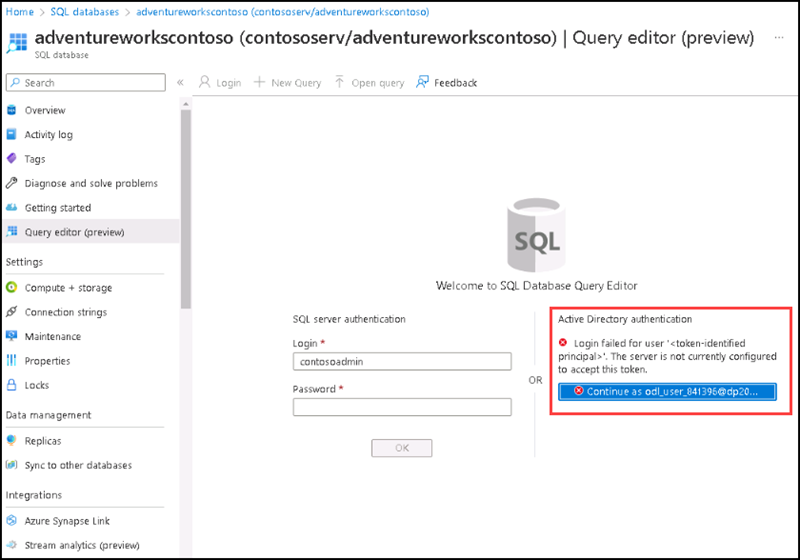 Home > SQL databases > adventureworkscontoso (contososerv/adventureworkscontoso)
adventureworkscontoso (contososerv/adventureworkscontoso) | Query editor (preview) ...
SQL database
Search
«
Login
New Query
Open query
Feedback
Overview
Activity log
Tags
Diagnose and solve problems
Getting started
Query editor (preview)
Settings
Compute + storage
Connection strings
Maintenance
Properties
Locks
Data management
Replicas
Sync to other databases
Integrations
Azure Synapse Link
Stream analytics (preview)
SQL
Welcome to SQL Database Query Editor
SQL server authentication
Login *
contosoadmin
Password *
OK
OR
Active Directory authentication
Login failed for user '<token-identified
principal>'. The server is not currently configured
to accept this token.
Continue as odl_user_841396@dp20...